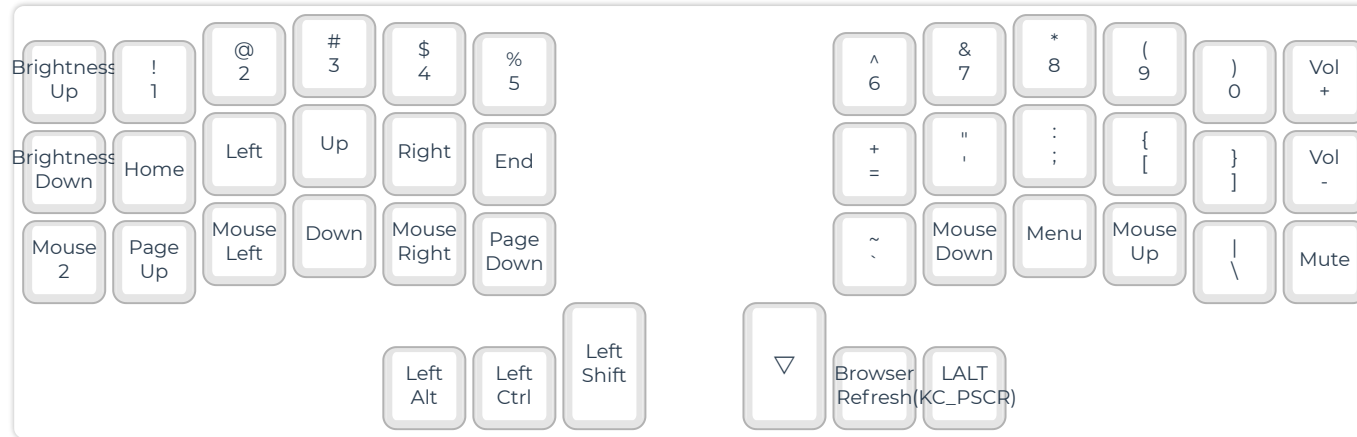 Brightness
Up
!
1
@
2
#
3
$
4
%
5
^
6
&
7
*
8
(
9
)
0
Vol
+
Brightness
Down
Home
Left
Up
Right
End
+
=
"
'
:
;
{
[
}
]
Vol
-
Mouse
2
Page
Up
Mouse
Left
Down
Mouse
Right
Page
Down
~
`
Mouse
Down
Menu
Mouse
Up
|
\
Mute
Left
Alt
Left
Ctrl
Left
Shift
▽
Browser
Refresh
LALT
(KC_PSCR)